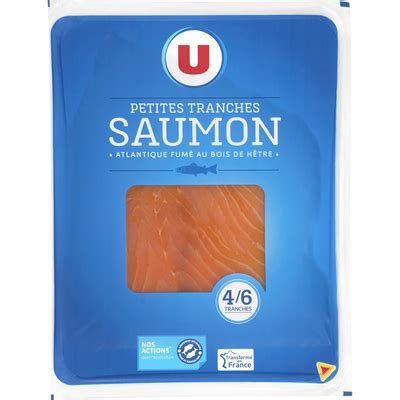 U
PETITES TRANCHES
SAUMON
• ATLANTIQUE FUMÉ AU BOIS DE HÊTRE •
4/6
TRANCHES
NOS
ACTIONS
Transformé
en
France